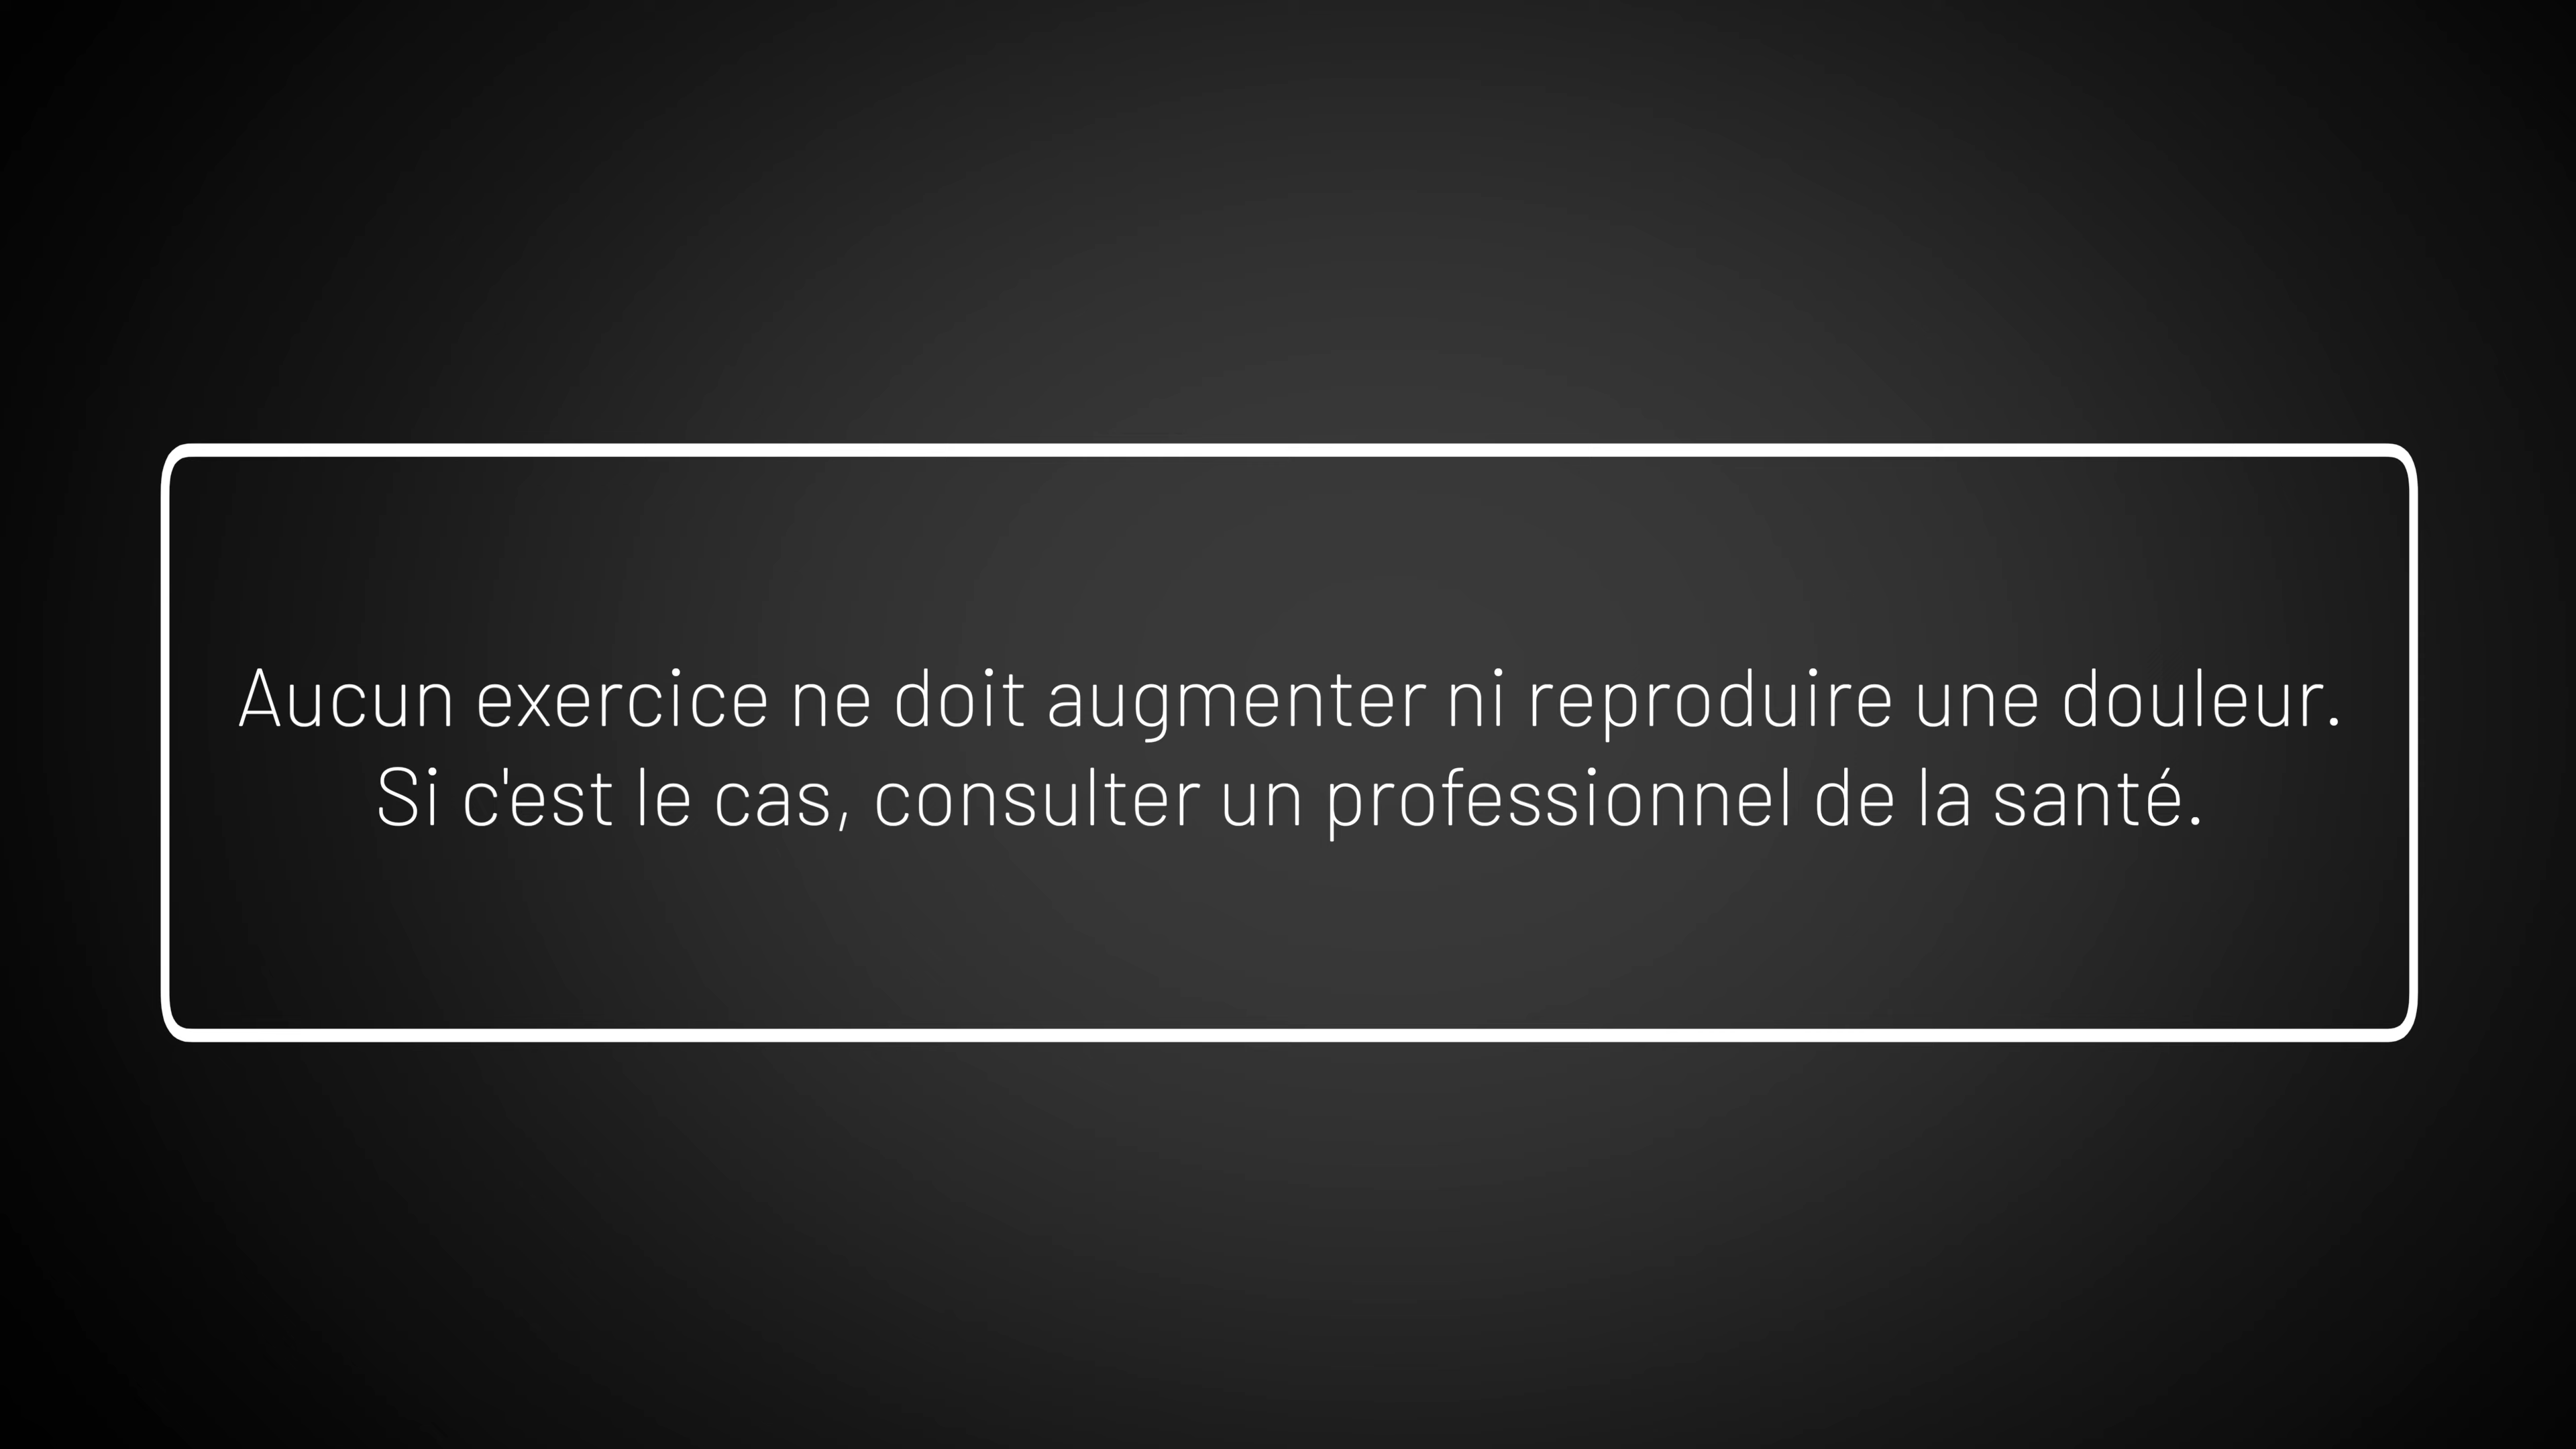 Aucun exercice ne doit augmenter ni reproduire une douleur.
Si c'est le cas, consulter un professionnel de la santé.